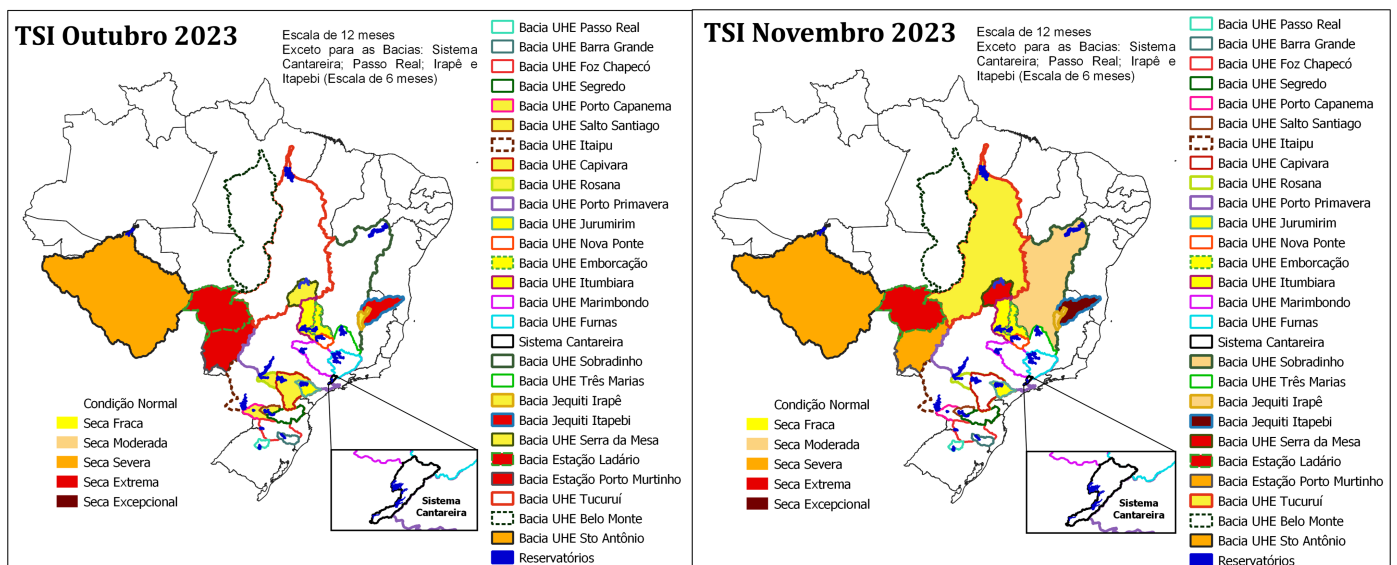 TSI Outubro 2023
Escala de 12 meses
Exceto para as Bacias: Sistema
Cantareira; Passo Real; Irapê e
Itapebi (Escala de 6 meses)
Bacia UHE Passo Real
Bacia UHE Barra Grande
Bacia UHE Foz Chapecó
Bacia UHE Segredo
Bacia UHE Porto Capanema
Bacia UHE Salto Santiago
Bacia UHE Itaipu
Bacia UHE Capivara
Bacia UHE Rosana
Bacia UHE Porto Primavera
Bacia UHE Jurumirim
Bacia UHE Nova Ponte
Bacia UHE Emborcação
Bacia UHE Itumbiara
Bacia UHE Marimbondo
Bacia UHE Furnas
Sistema Cantareira
Bacia UHE Sobradinho
Bacia UHE Três Marias
Bacia Jequiti Irapê
Bacia Jequiti Itapebi
Bacia UHE Serra da Mesa
Bacia Estação Ladário
Bacia Estação Porto Murtinho
Bacia UHE Tucuruí
Bacia UHE Belo Monte
Bacia UHE Sto Antônio
Reservatórios
Condição Normal
Seca Fraca
Seca Moderada
Seca Severa
Seca Extrema
Seca Excepcional
Sistema
Cantareira
TSI Novembro 2023
Escala de 12 meses
Exceto para as Bacias: Sistema
Cantareira; Passo Real; Irapê e
Itapebi (Escala de 6 meses)
Bacia UHE Passo Real
Bacia UHE Barra Grande
Bacia UHE Foz Chapecó
Bacia UHE Segredo
Bacia UHE Porto Capanema
Bacia UHE Salto Santiago
Bacia UHE Itaipu
Bacia UHE Capivara
Bacia UHE Rosana
Bacia UHE Porto Primavera
Bacia UHE Jurumirim
Bacia UHE Nova Ponte
Bacia UHE Emborcação
Bacia UHE Itumbiara
Bacia UHE Marimbondo
Bacia UHE Furnas
Sistema Cantareira
Bacia UHE Sobradinho
Bacia UHE Três Marias
Bacia Jequiti Irapê
Bacia Jequiti Itapebi
Bacia UHE Serra da Mesa
Bacia Estação Ladário
Bacia Estação Porto Murtinho
Bacia UHE Tucuruí
Bacia UHE Belo Monte
Bacia UHE Sto Antônio
Reservatórios
Condição Normal
Seca Fraca
Seca Moderada
Seca Severa
Seca Extrema
Seca Excepcional
Sistema
Cantareira